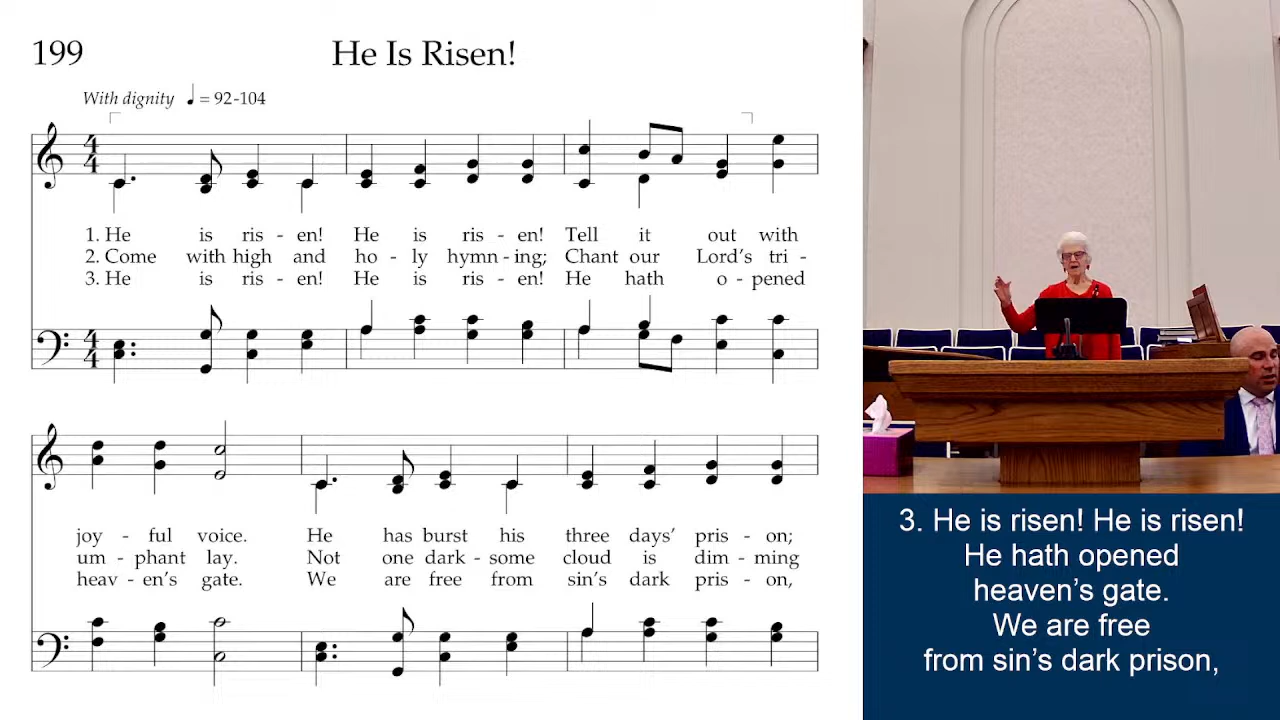 199
He Is Risen!
With dignity ♩ = 92-104
1. He is ris - en! He is ris - en! Tell it out with
2. Come with high and ho - ly hymn - ing; Chant our Lord’s tri -
3. He is ris - en! He is ris - en! He hath o - pened
joy - ful voice. He has burst his three days’ pris - on;
um - phant lay. Not one dark - some cloud is dim - ming
heav - en’s gate. We are free from sin’s dark pris - on,
3. He is risen! He is risen!
He hath opened
heaven’s gate.
We are free
from sin’s dark prison,